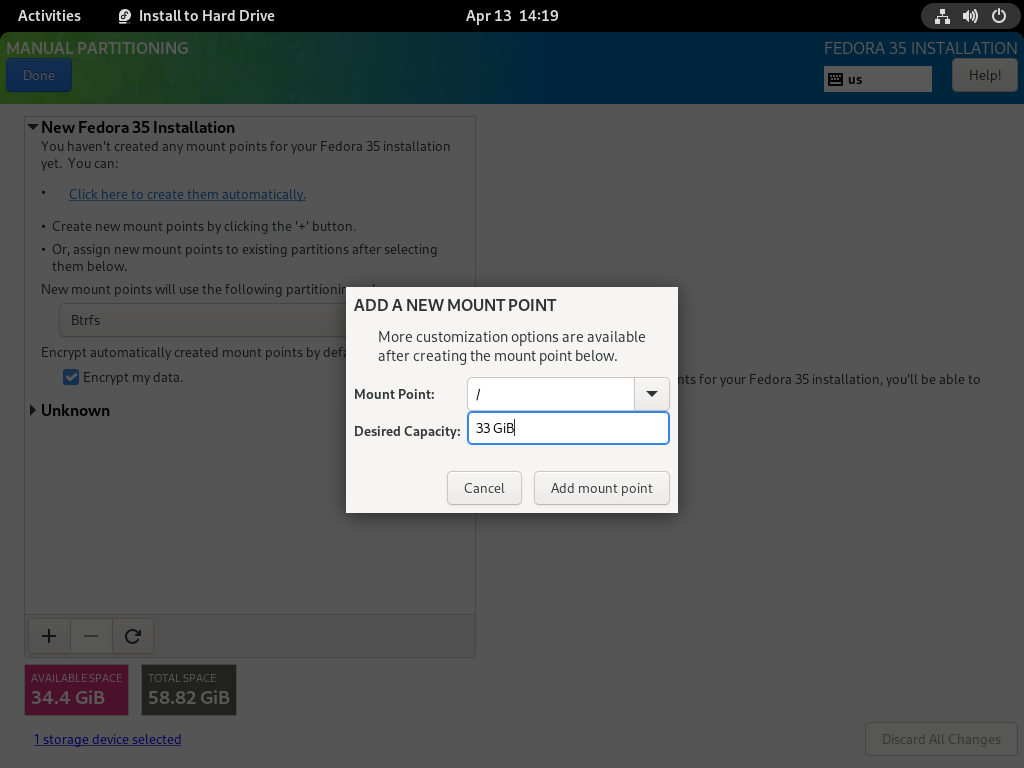 Activities
Install to Hard Drive
Apr 13 14:19
MANUAL PARTITIONING
FEDORA 35 INSTALLATION
Done
us
Help!
New Fedora 35 Installation
You haven't created any mount points for your Fedora 35 installation
yet. You can:
• Click here to create them automatically.
• Create new mount points by clicking the '+' button.
• Or, assign new mount points to existing partitions after selecting
them below.
New mount points will use the following partitioning
Btrfs
Encrypt automatically created mount points by
Encrypt my data.
Unknown
for your Fedora 35 installation, you'll be able to
ADD A NEW MOUNT POINT
More customization options are available
after creating the mount point below.
Mount Point:
/
Desired Capacity:
33 GiB
Cancel
Add mount point
AVAILABLE SPACE
34.4 GiB
TOTAL SPACE
58.82 GiB
1 storage device selected
Discard All Changes